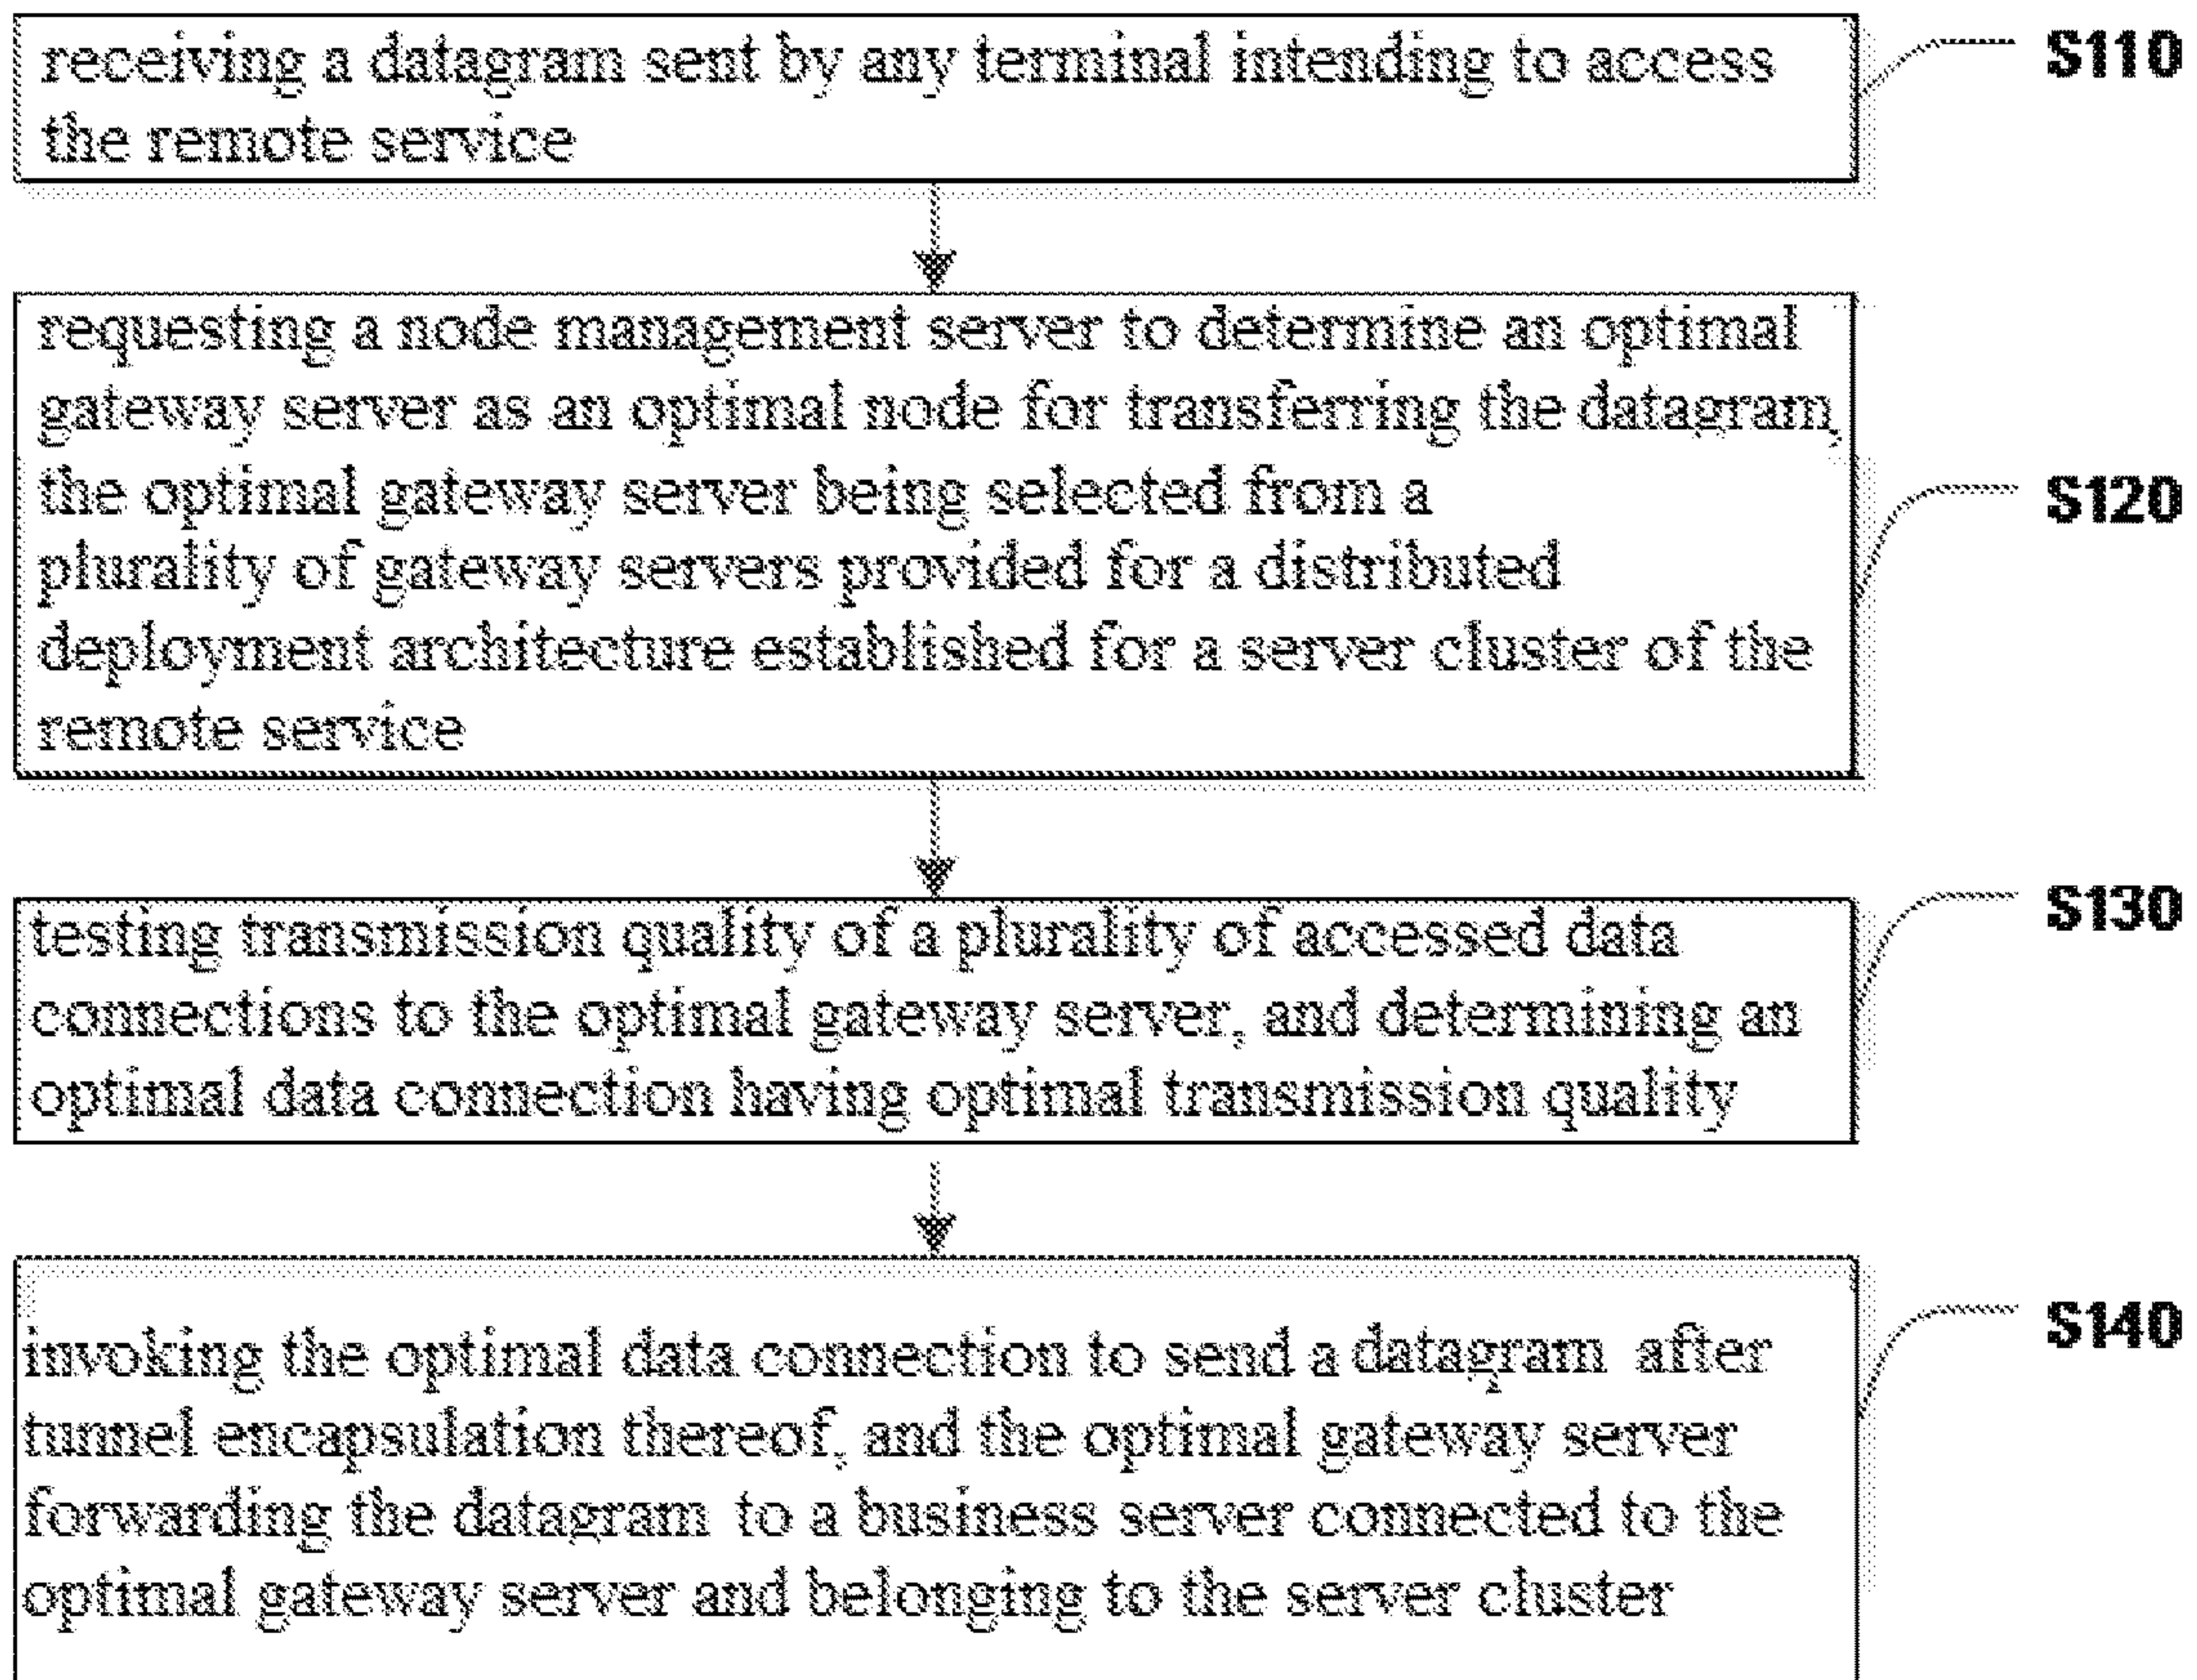 receiving a datagram sent by any terminal intending to access
the remote service
S110
requesting a node management server to determine an optimal
gateway server as an optimal node for transferring the datagram,
the optimal gateway server being selected from a
plurality of gateway servers provided for a distributed
deployment architecture established for a server cluster of the
remote service
S120
testing transmission quality of a plurality of accessed data
connections to the optimal gateway server, and determining an
optimal data connection having optimal transmission quality
S130
invoking the optimal data connection to send a datagram after
tunnel encapsulation thereof, and the optimal gateway server
forwarding the datagram to a business server connected to the
optimal gateway server and belonging to the server cluster
S140